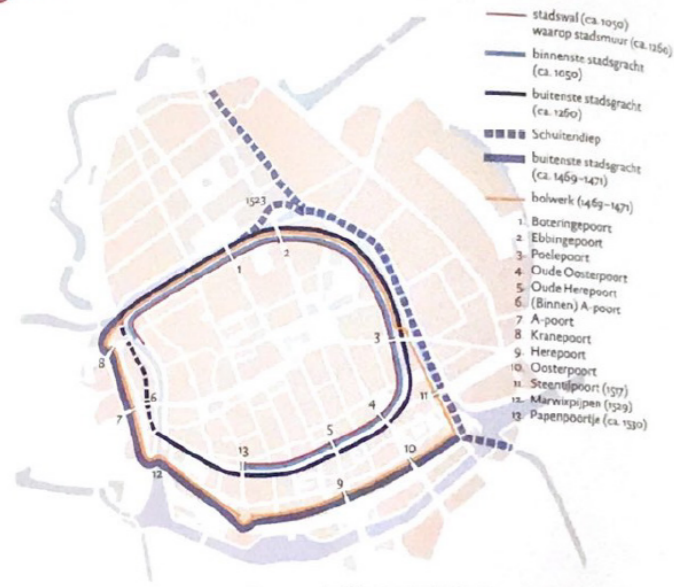 stadswal (ca. 1050)
waarop stadsmuur (ca. 1260)
binnenste stadsgracht
(ca. 1050)
buitenste stadsgracht
(ca. 1260)
Schuitendiep
buitenste stadsgracht
(ca. 1469-1471)
bolwerk (1469-1471)
1. Boteringepoort
2. Ebbingepoort
3. Poelepoort
4. Oude Oosterpoort
5. Oude Herepoort
6. (Binnen) A-poort
7. A-poort
8. Kranepoort
9. Herepoort
10. Oosterpoort
11. Steentilpoort (1517)
12. Marwixpijpen (1529)
13. Papenpoortje (ca. 1530)
1523
1
2
3
8
6
7
11
4
5
13
10
12
9